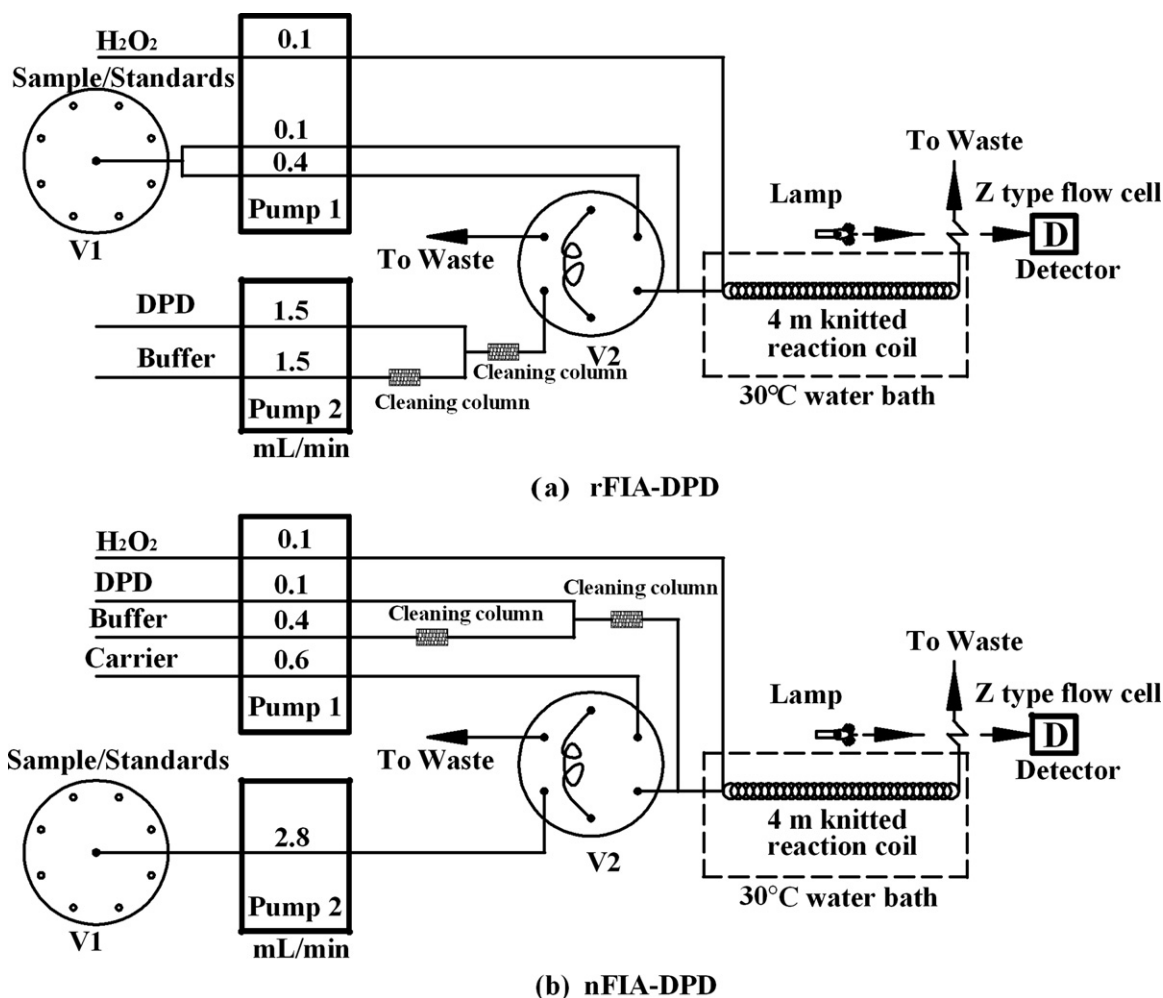 H₂O₂
0.1
Sample/Standards
0.1
0.4
Pump 1
V1
To Waste
Lamp
Z type flow cell
D
Detector
To Waste
4 m knitted
reaction coil
30°C water bath
DPD
1.5
Buffer
1.5
V2
Cleaning column
Cleaning column
Pump 2
mL/min
(a) rFIA-DPD
H₂O₂
0.1
DPD
0.1
Cleaning column
Buffer
0.4
Cleaning column
Carrier
0.6
Pump 1
To Waste
Lamp
Z type flow cell
D
Detector
To Waste
4 m knitted
reaction coil
30°C water bath
Sample/Standards
2.8
V2
V1
Pump 2
mL/min
(b) nFIA-DPD